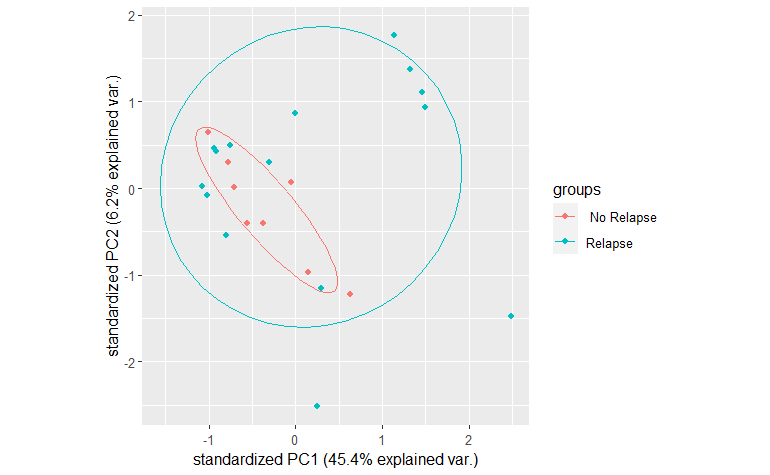 2
1
0
-1
-2
standardized PC2 (6.2% explained var.)
-1
0
1
2
standardized PC1 (45.4% explained var.)
groups
No Relapse
Relapse